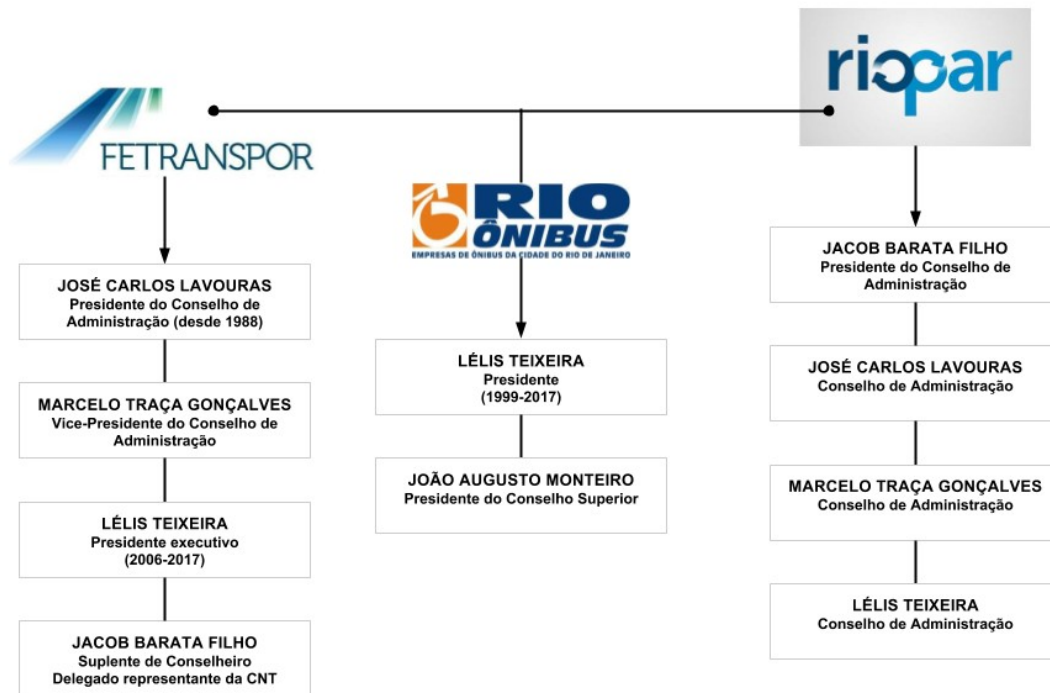 FETRANSPOR
JOSÉ CARLOS LAVOURAS
Presidente do Conselho de
Administração (desde 1988)
MARCELO TRAÇA GONÇALVES
Vice-Presidente do Conselho de
Administração
LÉLIS TEIXEIRA
Presidente executivo
(2006-2017)
JACOB BARATA FILHO
Suplente de Conselheiro
Delegado representante da CNT
RIO
ÔNIBUS
EMPRESAS DE ÔNIBUS DA CIDADE DO RIO DE JANEIRO
LÉLIS TEIXEIRA
Presidente
(1999-2017)
JOÃO AUGUSTO MONTEIRO
Presidente do Conselho Superior
riopar
JACOB BARATA FILHO
Presidente do Conselho de
Administração
JOSÉ CARLOS LAVOURAS
Conselho de Administração
MARCELO TRAÇA GONÇALVES
Conselho de Administração
LÉLIS TEIXEIRA
Conselho de Administração